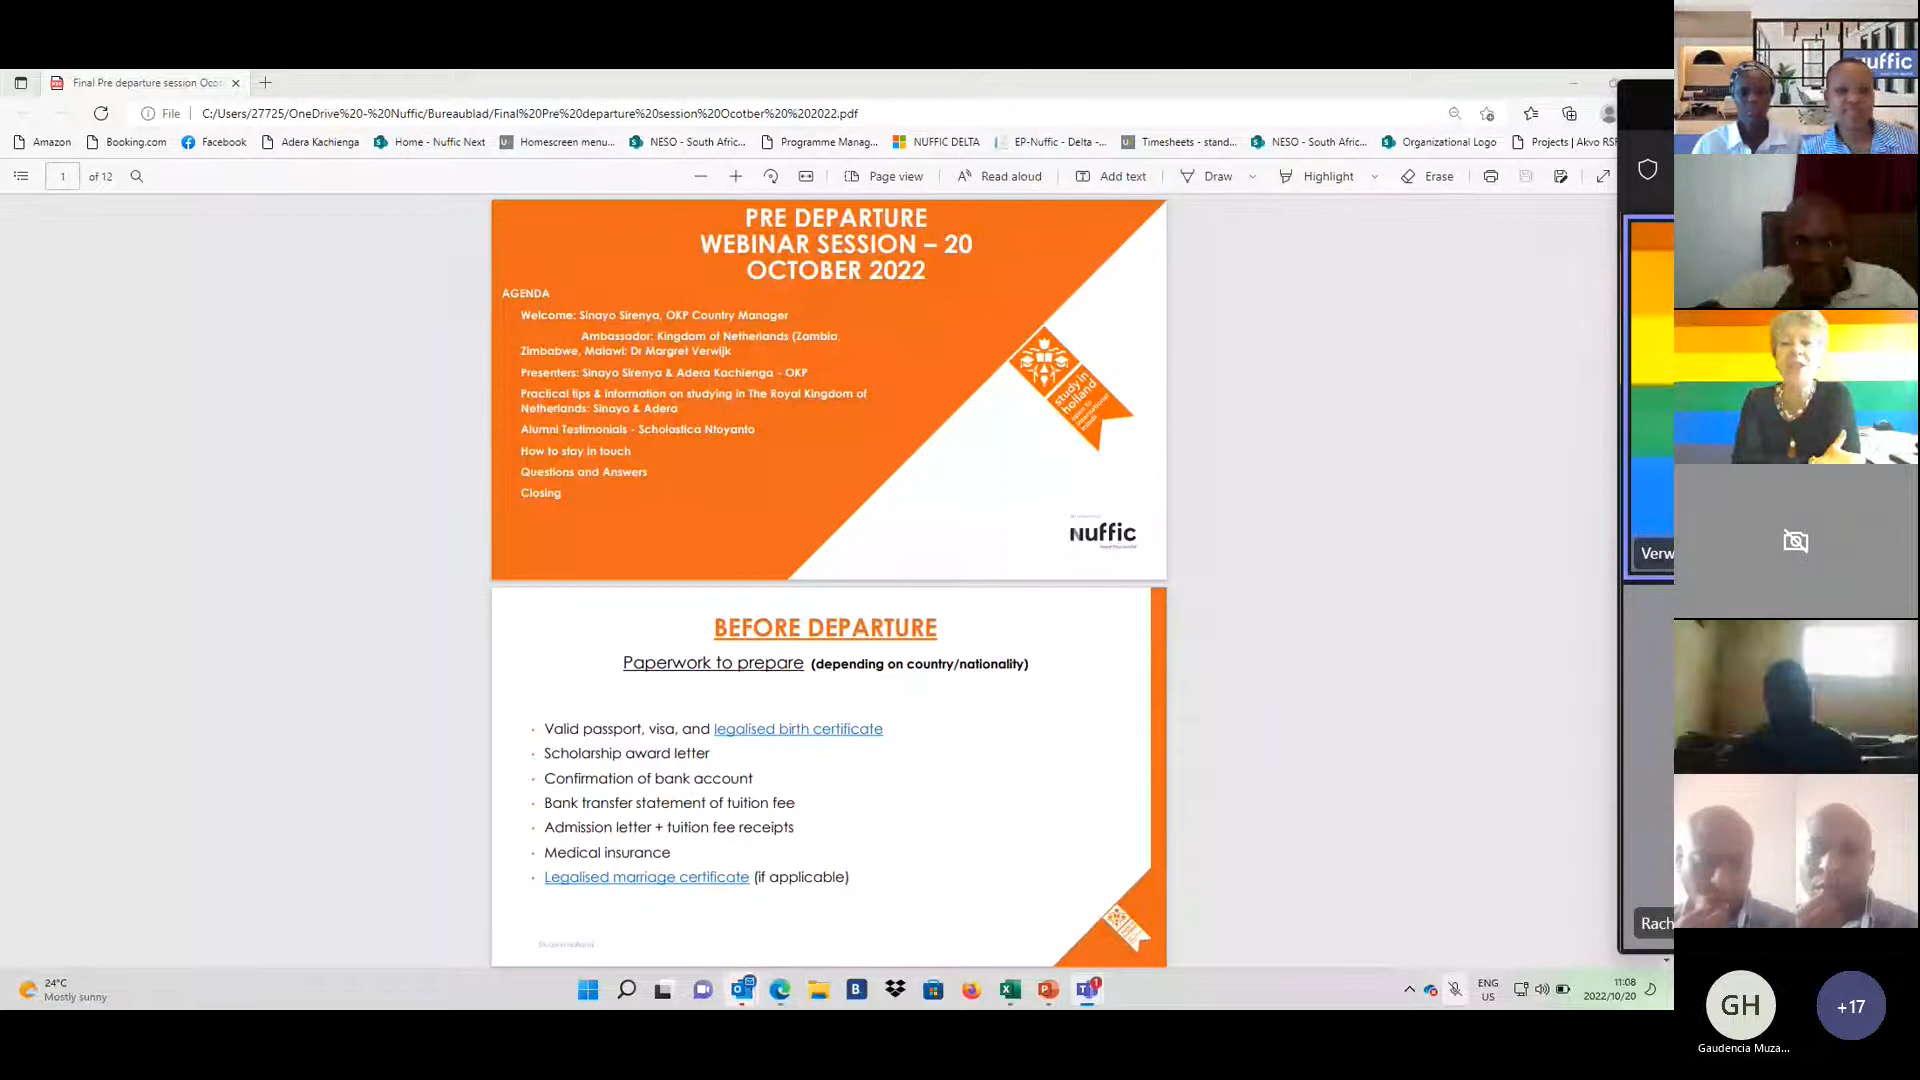 Final Pre departure session Ocot
File
C:/Users/27725/OneDrive%20-%20Nuffic/Bureaublad/Final%20Pre%20departure%20session%20Ocotber%20%202022.pdf
Amazon
Booking.com
Facebook
Adera Kachienga
Home - Nuffic Next
Homescreen menu...
NESO - South Afric...
Programme Manag...
NUFFIC DELTA
EP-Nuffic - Delta -...
Timesheets - stand...
NESO - South Afric...
Organizational Logo
Projects | Akvo RSR
1 of 12
Page view
Read aloud
Add text
Draw
Highlight
Erase
PRE DEPARTURE
WEBINAR SESSION – 20
OCTOBER 2022
AGENDA
Welcome: Sinayo Sirenya, OKP Country Manager
Ambassador: Kingdom of Netherlands (Zambia,
Zimbabwe, Malawi: Dr Margret Verwijk
Presenters: Sinayo Sirenya & Adera Kachienga - OKP
Practical tips & information on studying in The Royal Kingdom of
Netherlands: Sinayo & Adera
Alumni Testimonials - Scholastica Ntoyanto
How to stay in touch
Questions and Answers
Closing
study in
holland
open to
international
minds
Nuffic
BEFORE DEPARTURE
Paperwork to prepare (depending on country/nationality)
• Valid passport, visa, and legalised birth certificate
• Scholarship award letter
• Confirmation of bank account
• Bank transfer statement of tuition fee
• Admission letter + tuition fee receipts
• Medical insurance
• Legalised marriage certificate (if applicable)
24°C
Mostly sunny
ENG
US
11:08
2022/10/20
Verw
Rach
uffic
GH
Gaudencia Muza...
+17